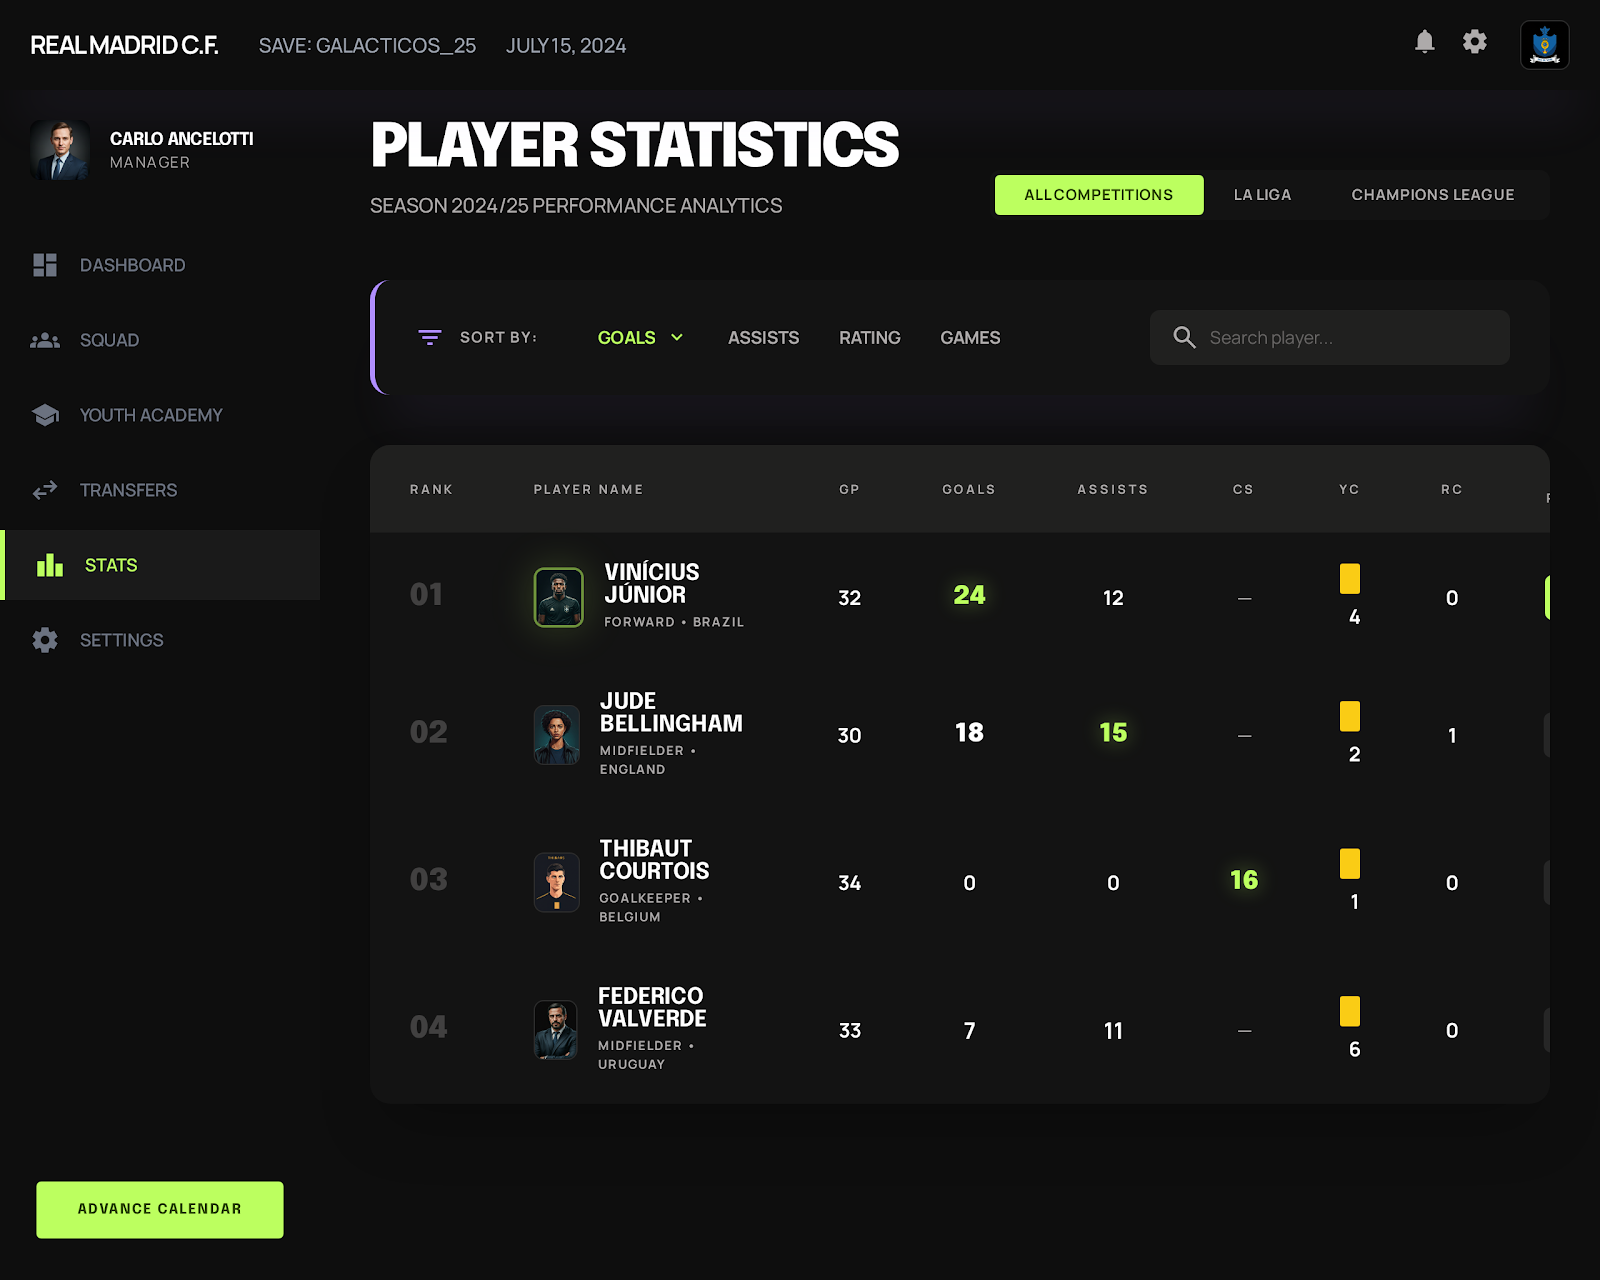 REAL MADRID C.F.
SAVE: GALACTICOS_25
JULY 15, 2024
CARLO ANCELOTTI
MANAGER
DASHBOARD
SQUAD
YOUTH ACADEMY
TRANSFERS
STATS
SETTINGS
ADVANCE CALENDAR
PLAYER STATISTICS
SEASON 2024/25 PERFORMANCE ANALYTICS
ALL COMPETITIONS
LA LIGA
CHAMPIONS LEAGUE
SORT BY:
GOALS
ASSISTS
RATING
GAMES
Search player...
RANK PLAYER NAME GP GOALS ASSISTS CS YC RC
01
VINÍCIUS
JÚNIOR
FORWARD • BRAZIL
32 24 12 — 4 0
02
JUDE
BELLINGHAM
MIDFIELDER •
ENGLAND
30 18 15 — 2 1
03
THIBAUT
COURTOIS
GOALKEEPER •
BELGIUM
34 0 0 16 1 0
04
FEDERICO
VALVERDE
MIDFIELDER •
URUGUAY
33 7 11 — 6 0